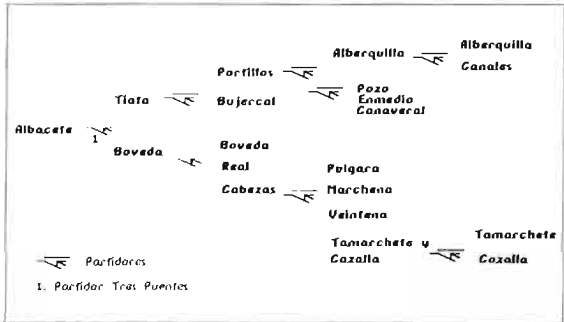 Alberquilla
Alberquilla
Canales
Portillos
Tiata
Bujercal
Pozo
Enmedio
Canaveral
Albacete
1
Boveda
Boveda
Real
Cabezas
Pulgara
Marchena
Veintena
Tamarchete y
Cazalla
Tamarchete
Cazalla
Partidores
1. Partidor Tres Puentes